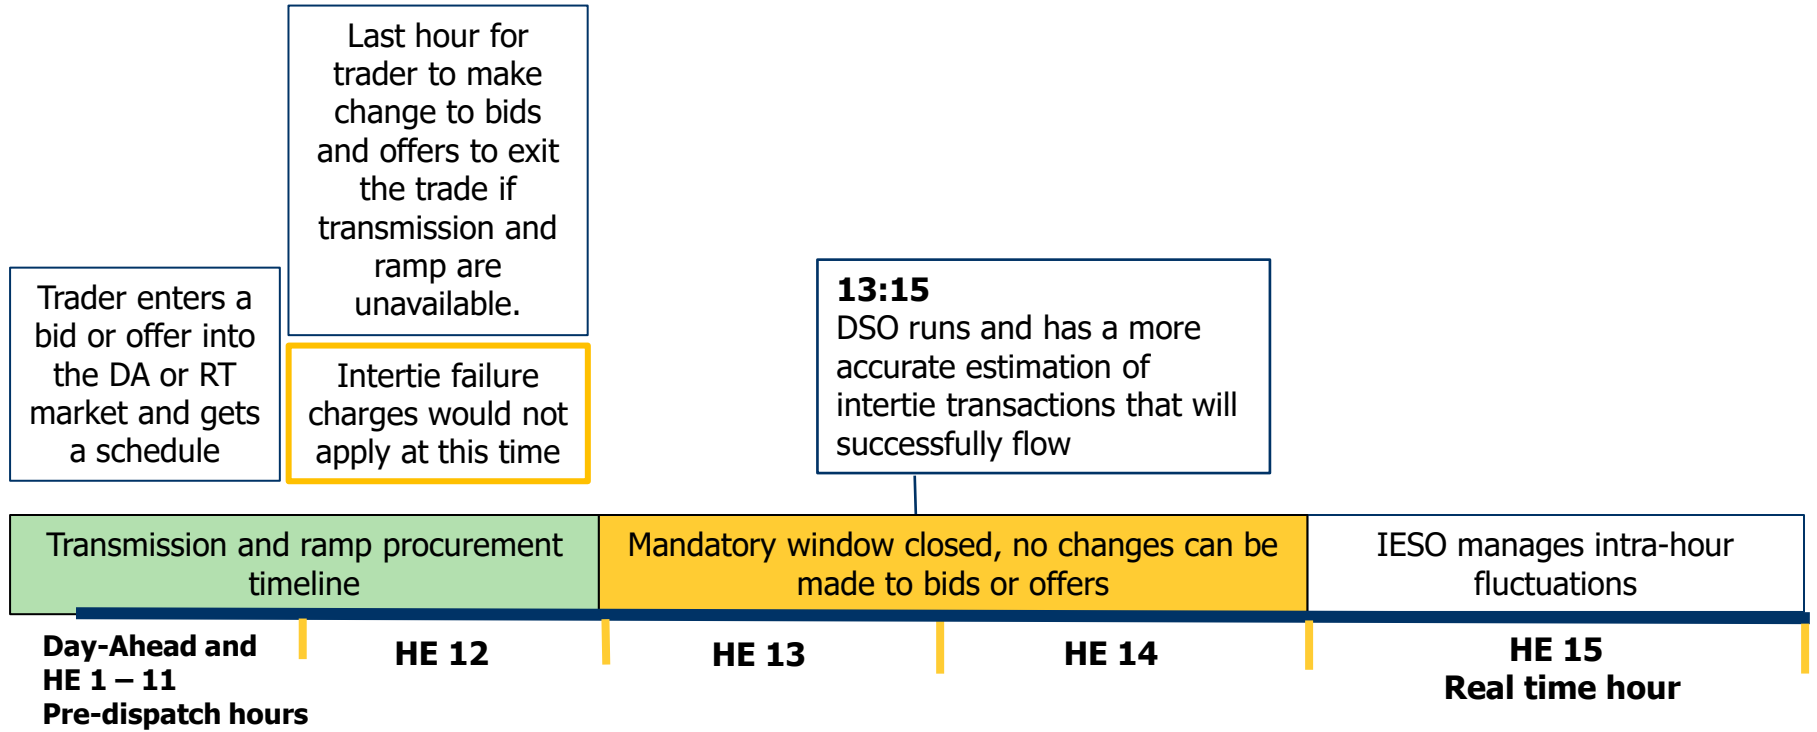 Last hour for
trader to make
change to bids
and offers to exit
the trade if
transmission and
ramp are
unavailable.
Trader enters a
bid or offer into
the DA or RT
market and gets
a schedule
Intertie failure
charges would not
apply at this time
13:15
DSO runs and has a more
accurate estimation of
intertie transactions that will
successfully flow
Transmission and ramp procurement
timeline
Mandatory window closed, no changes can be
made to bids or offers
IESO manages intra-hour
fluctuations
Day-Ahead and
HE 1 – 11
Pre-dispatch hours
HE 12
HE 13
HE 14
HE 15
Real time hour